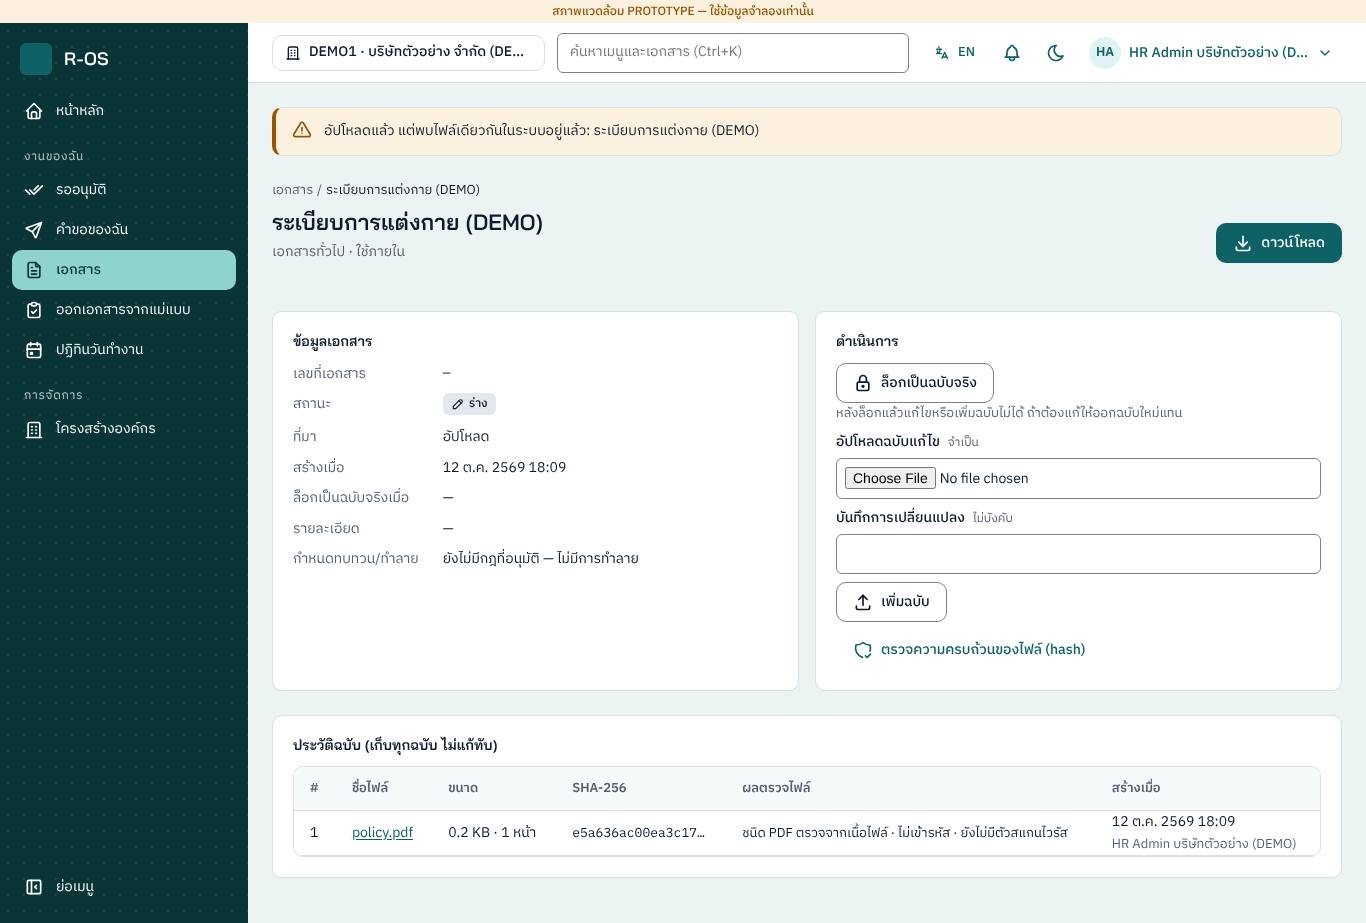 สภาพแวดล้อม PROTOTYPE — ใช้ข้อมูลจำลองเท่านั้น
R-OS
DEMO1 · บริษัทตัวอย่าง จำกัด (DE...
ค้นหาเมนูและเอกสาร (Ctrl+K)
EN
HA
HR Admin บริษัทตัวอย่าง (D...
หน้าหลัก
งานของฉัน
รออนุมัติ
คำขอของฉัน
เอกสาร
ออกเอกสารจากแม่แบบ
ปฏิทินวันทำงาน
การจัดการ
โครงสร้างองค์กร
ย่อเมนู
อัปโหลดแล้ว แต่พบไฟล์เดียวกันในระบบอยู่แล้ว: ระเบียบการแต่งกาย (DEMO)
เอกสาร / ระเบียบการแต่งกาย (DEMO)
ระเบียบการแต่งกาย (DEMO)
เอกสารทั่วไป · ใช้ภายใน
ดาวน์โหลด
ข้อมูลเอกสาร
เลขที่เอกสาร –
สถานะ ร่าง
ที่มา อัปโหลด
สร้างเมื่อ 12 ต.ค. 2569 18:09
ล็อกเป็นฉบับจริงเมื่อ —
รายละเอียด —
กำหนดทบทวน/ทำลาย ยังไม่มีกฎที่อนุมัติ — ไม่มีการทำลาย
ดำเนินการ
ล็อกเป็นฉบับจริง
หลังล็อกแล้วแก้ไขหรือเพิ่มฉบับไม่ได้ ถ้าต้องแก้ให้ออกฉบับใหม่แทน
อัปโหลดฉบับแก้ไข จำเป็น
Choose File No file chosen
บันทึกการเปลี่ยนแปลง ไม่บังคับ
เพิ่มฉบับ
ตรวจความครบถ้วนของไฟล์ (hash)
ประวัติฉบับ (เก็บทุกฉบับ ไม่แก้ทับ)
# ชื่อไฟล์ ขนาด SHA-256 ผลตรวจไฟล์ สร้างเมื่อ
1 policy.pdf 0.2 KB · 1 หน้า e5a636ac00ea3c17… ชนิด PDF ตรวจจากเนื้อไฟล์ · ไม่เข้ารหัส · ยังไม่มีตัวสแกนไวรัส 12 ต.ค. 2569 18:09
HR Admin บริษัทตัวอย่าง (DEMO)